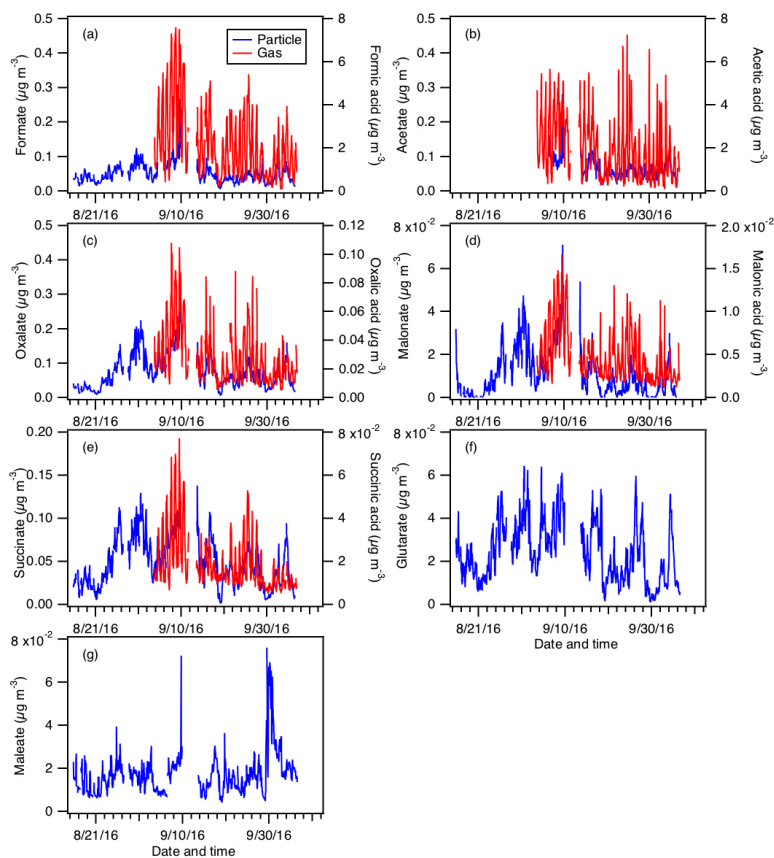 (a)
Particle
Gas
Formate (µg m-3)
0.5
0.4
0.3
0.2
0.1
0.0
8
6
4
2
0
Formic acid (µg m-3)
8/21/16 9/10/16 9/30/16
(b)
Acetate (µg m-3)
0.5
0.4
0.3
0.2
0.1
0.0
8
6
4
2
0
Acetic acid (µg m-3)
8/21/16 9/10/16 9/30/16
(c)
Oxalate (µg m-3)
0.5
0.4
0.3
0.2
0.1
0.0
0.12
0.10
0.08
0.06
0.04
0.02
0.00
Oxalic acid (µg m-3)
8/21/16 9/10/16 9/30/16
(d)
Malonate (µg m-3)
8 x10-2
6
4
2
0
2.0 x10-2
1.5
1.0
0.5
0.0
Malonic acid (µg m-3)
8/21/16 9/10/16 9/30/16
(e)
Succinate (µg m-3)
0.20
0.15
0.10
0.05
0.00
8 x10-2
6
4
2
0
Succinic acid (µg m-3)
8/21/16 9/10/16 9/30/16
(f)
Glutarate (µg m-3)
8 x10-2
6
4
2
0
8/21/16 9/10/16 9/30/16
Date and time
(g)
Maleate (µg m-3)
8 x10-2
6
4
2
0
8/21/16 9/10/16 9/30/16
Date and time